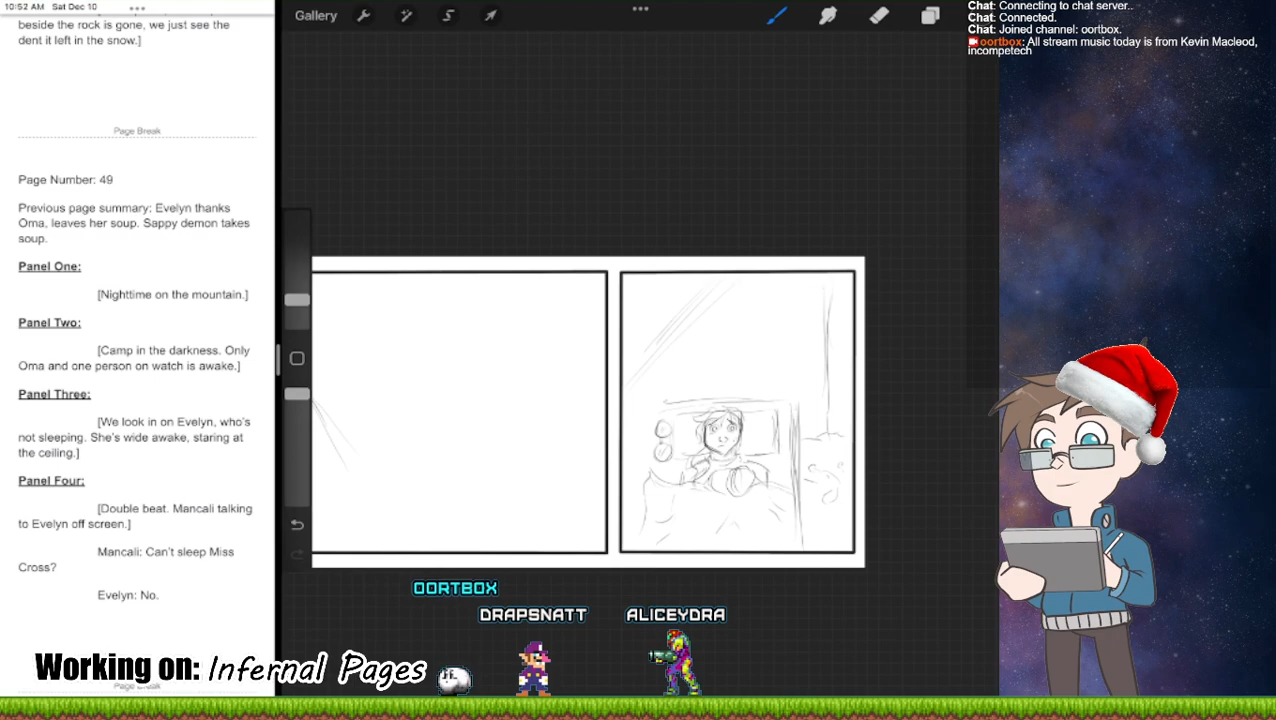 10:52 AM Sat Dec 10
beside the rock is gone, we just see the
dent it left in the snow.]
Page Break
Page Number: 49
Previous page summary: Evelyn thanks
Oma, leaves her soup. Sappy demon takes
soup.
Panel One:
[Nighttime on the mountain.]
Panel Two:
[Camp in the darkness. Only
Oma and one person on watch is awake.]
Panel Three:
[We look in on Evelyn, who's
not sleeping. She's wide awake, staring at
the ceiling.]
Panel Four:
[Double beat. Mancali talking
to Evelyn off screen.]
Mancali: Can't sleep Miss
Cross?
Evelyn: No.
Page Break
Working on: Infernal Pages
Gallery
OORTBOX
DRAPSNATT
ALICEYDRA
Chat: Connecting to chat server..
Chat: Connected.
Chat: Joined channel: oortbox.
oortbox: All stream music today is from Kevin Macleod,
incompetech